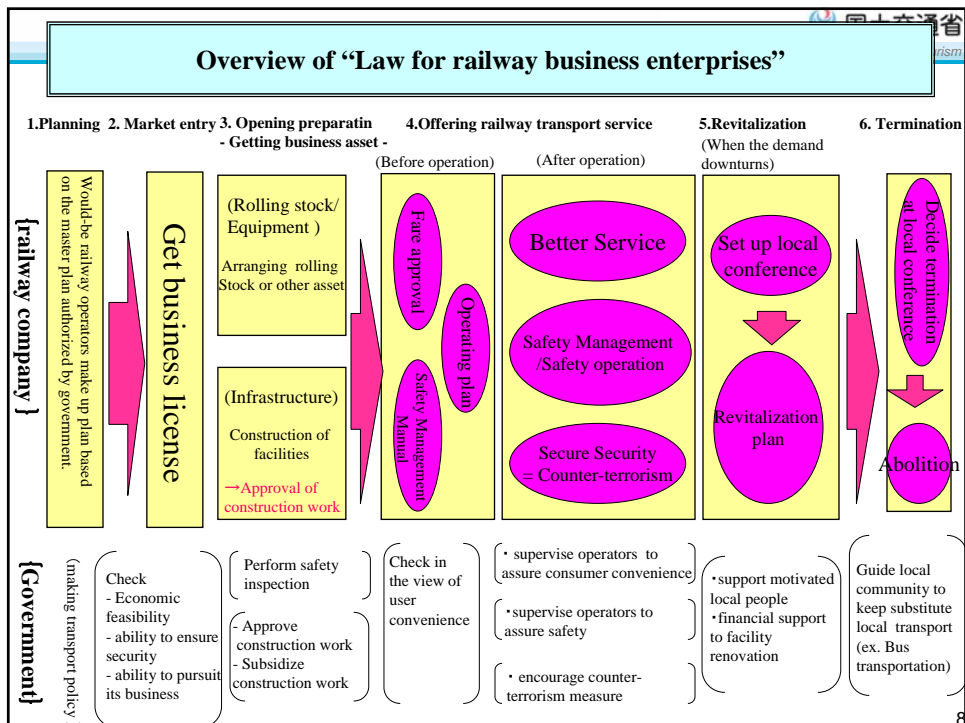 国土交通省
rism
Overview of “Law for railway business enterprises”
1.Planning
2. Market entry
3. Opening preparatin
- Getting business asset -
4.Offering railway transport service
5.Revitalization
(When the demand
downturns)
6. Termination
(Before operation)
(After operation)
{railway company}
Would-be railway operators make up plan based
on the master plan authorized by government.
Get business license
(Rolling stock/
Equipment )
Arranging rolling
Stock or other asset
(Infrastructure)
Construction of
facilities
→Approval of
construction work
Fare approval
Operating plan
Safety Management
Manual
Better Service
Safety Management
/Safety operation
Secure Security
= Counter-terrorism
Set up local
conference
Revitalization
plan
Decide termination
at local conference
Abolition
{Government}
(making transport policy )
Check
- Economic
feasibility
- ability to ensure
security
- ability to pursuit
its business
Perform safety
inspection
- Approve
construction work
- Subsidize
construction work
Check in
the view of
user
convenience
・supervise operators to
assure consumer convenience
・supervise operators to
assure safety
・encourage counter-
terrorism measure
・support motivated
local people
・financial support to
facility
renovation
Guide local
community to
keep substitute
local transport
(ex. Bus
transportation)
8